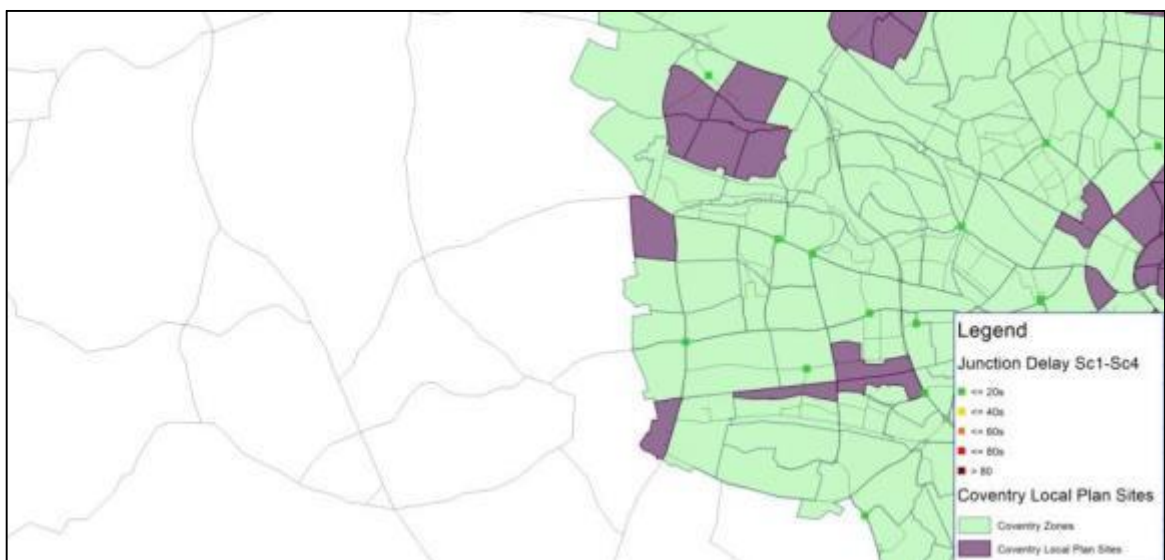 Legend
Junction Delay Sc1-Sc4
<= 20s
<= 40s
<= 60s
<= 80s
> 80
Coventry Local Plan Sites
Coventry Zones
Coventry Local Plan Sites